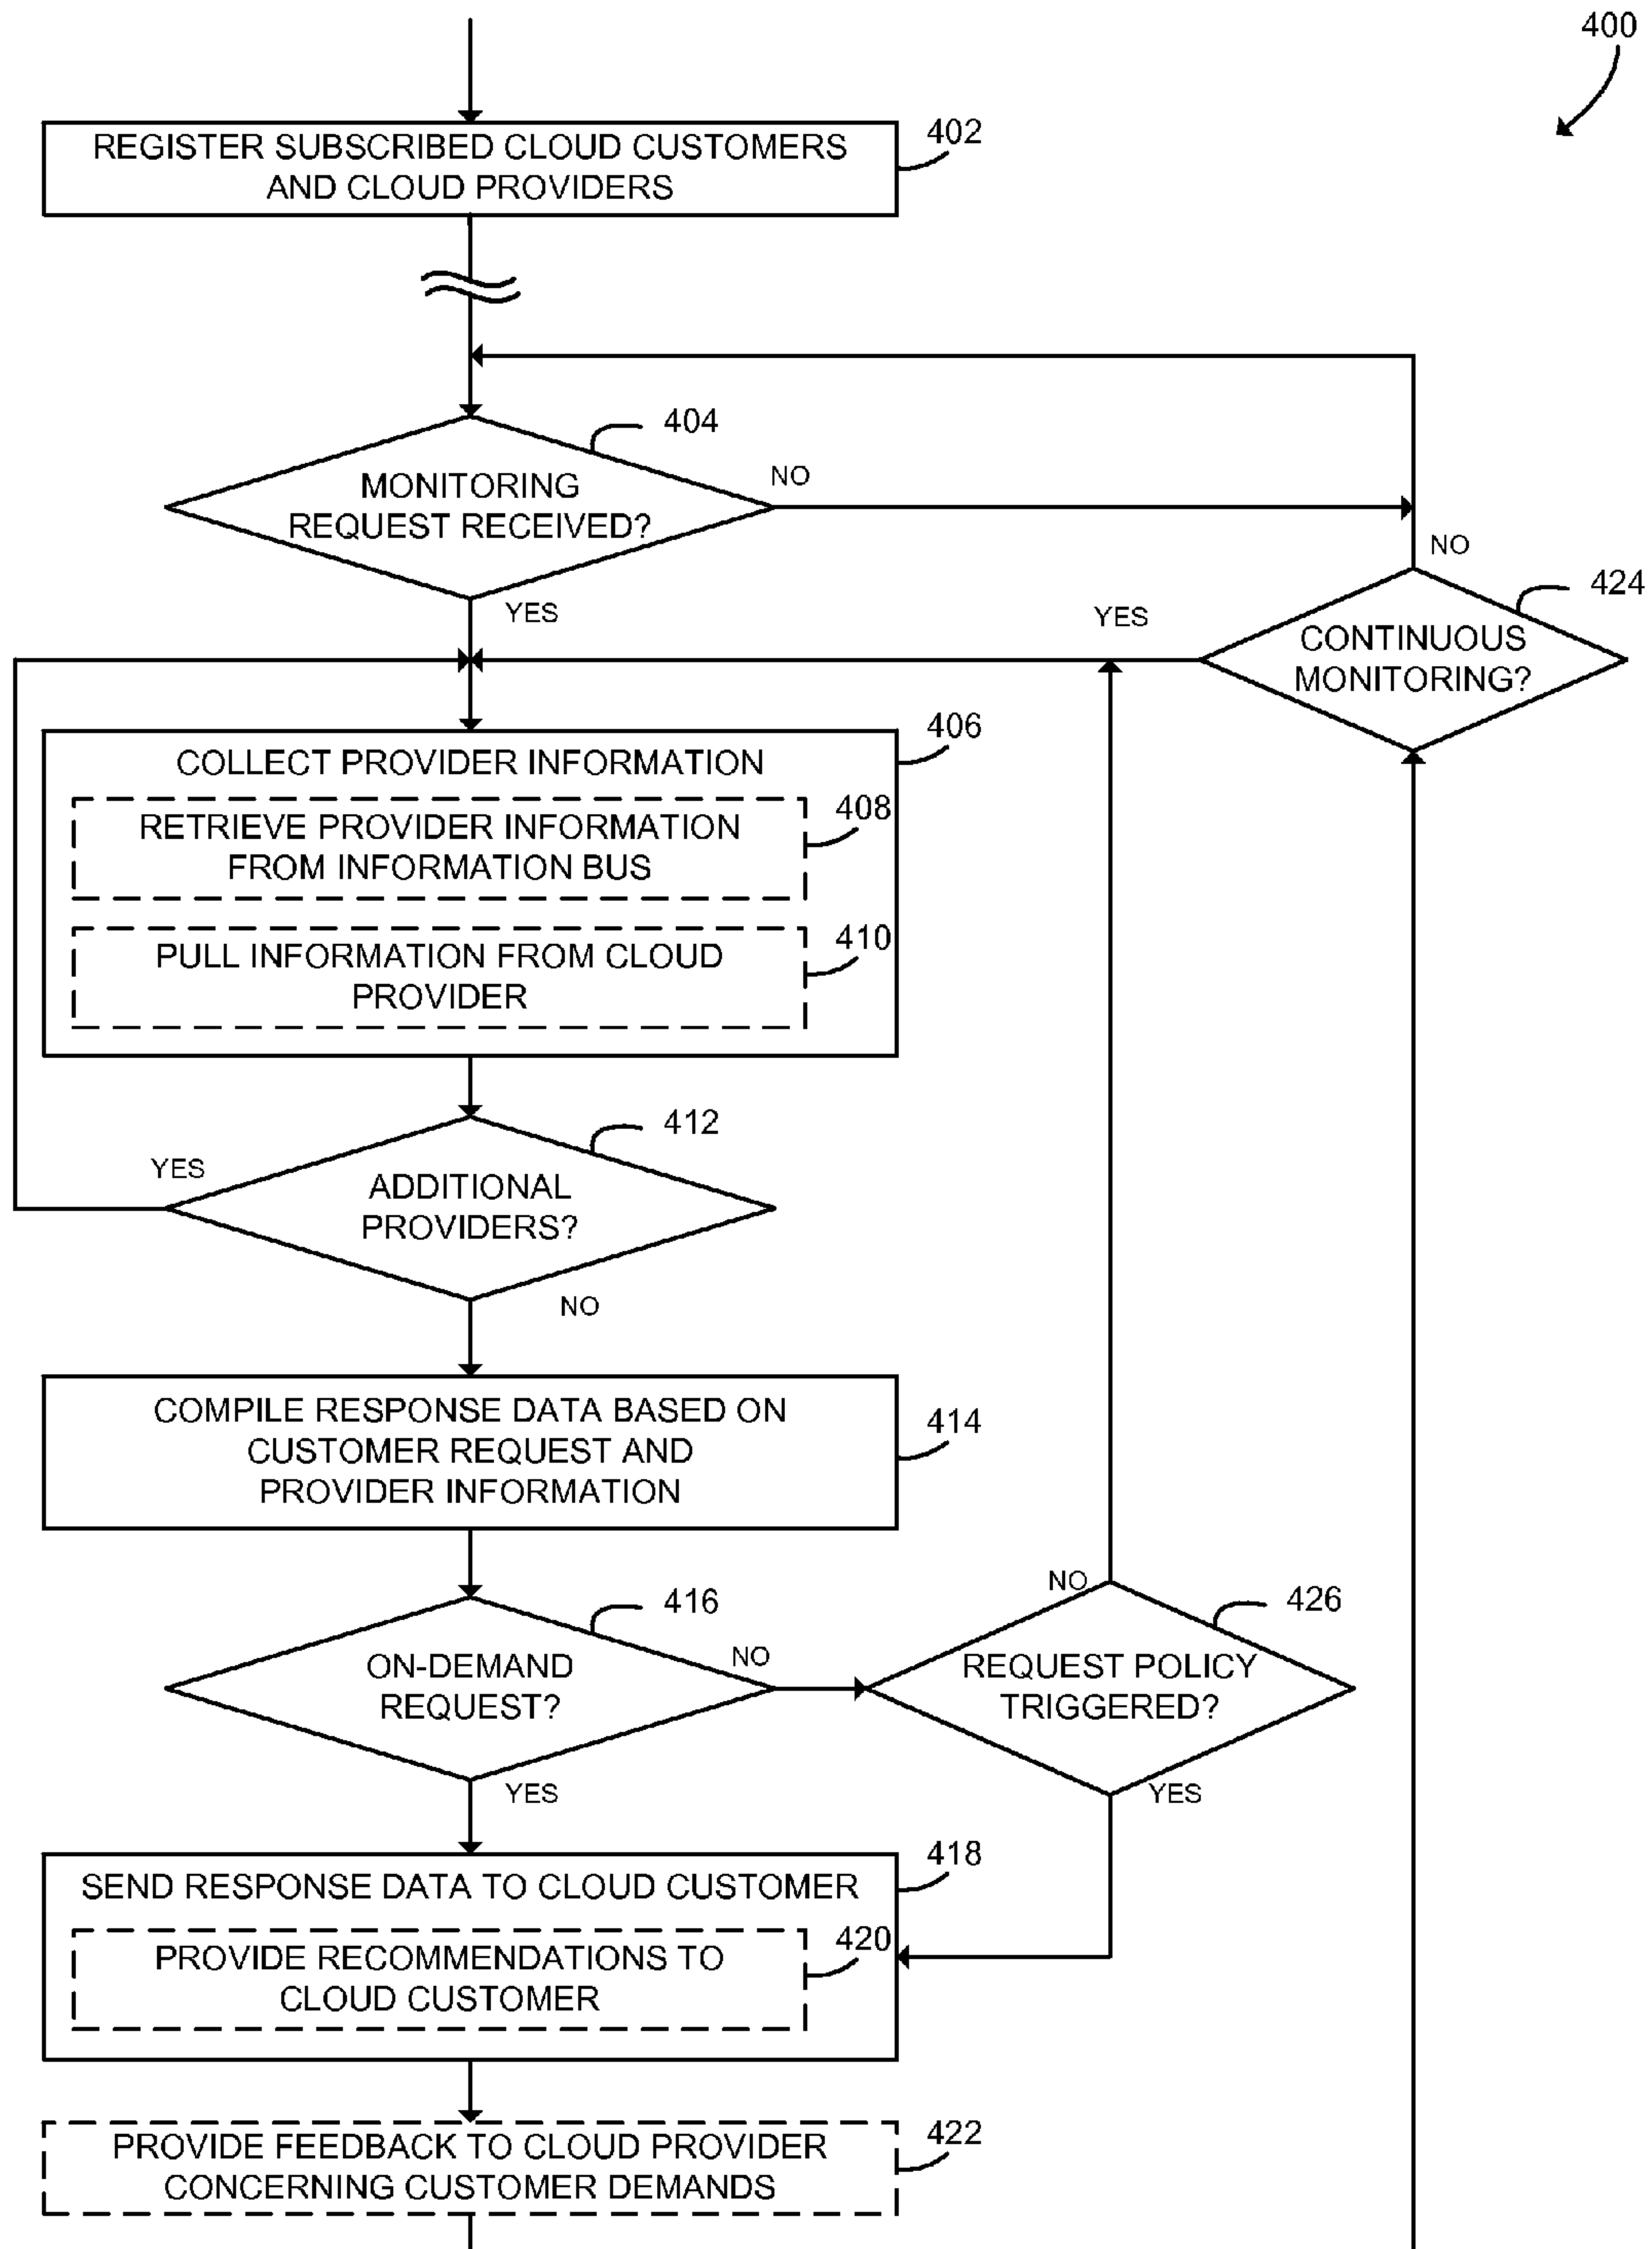 400
REGISTER SUBSCRIBED CLOUD CUSTOMERS
AND CLOUD PROVIDERS
402
404
MONITORING
REQUEST RECEIVED?
NO
YES
NO
424
CONTINUOUS
MONITORING?
YES
406
COLLECT PROVIDER INFORMATION
408
RETRIEVE PROVIDER INFORMATION
FROM INFORMATION BUS
410
PULL INFORMATION FROM CLOUD
PROVIDER
412
ADDITIONAL
PROVIDERS?
YES
NO
COMPILE RESPONSE DATA BASED ON
CUSTOMER REQUEST AND
PROVIDER INFORMATION
414
416
ON-DEMAND
REQUEST?
NO
YES
NO
426
REQUEST POLICY
TRIGGERED?
YES
418
SEND RESPONSE DATA TO CLOUD CUSTOMER
420
PROVIDE RECOMMENDATIONS TO
CLOUD CUSTOMER
422
PROVIDE FEEDBACK TO CLOUD PROVIDER
CONCERNING CUSTOMER DEMANDS